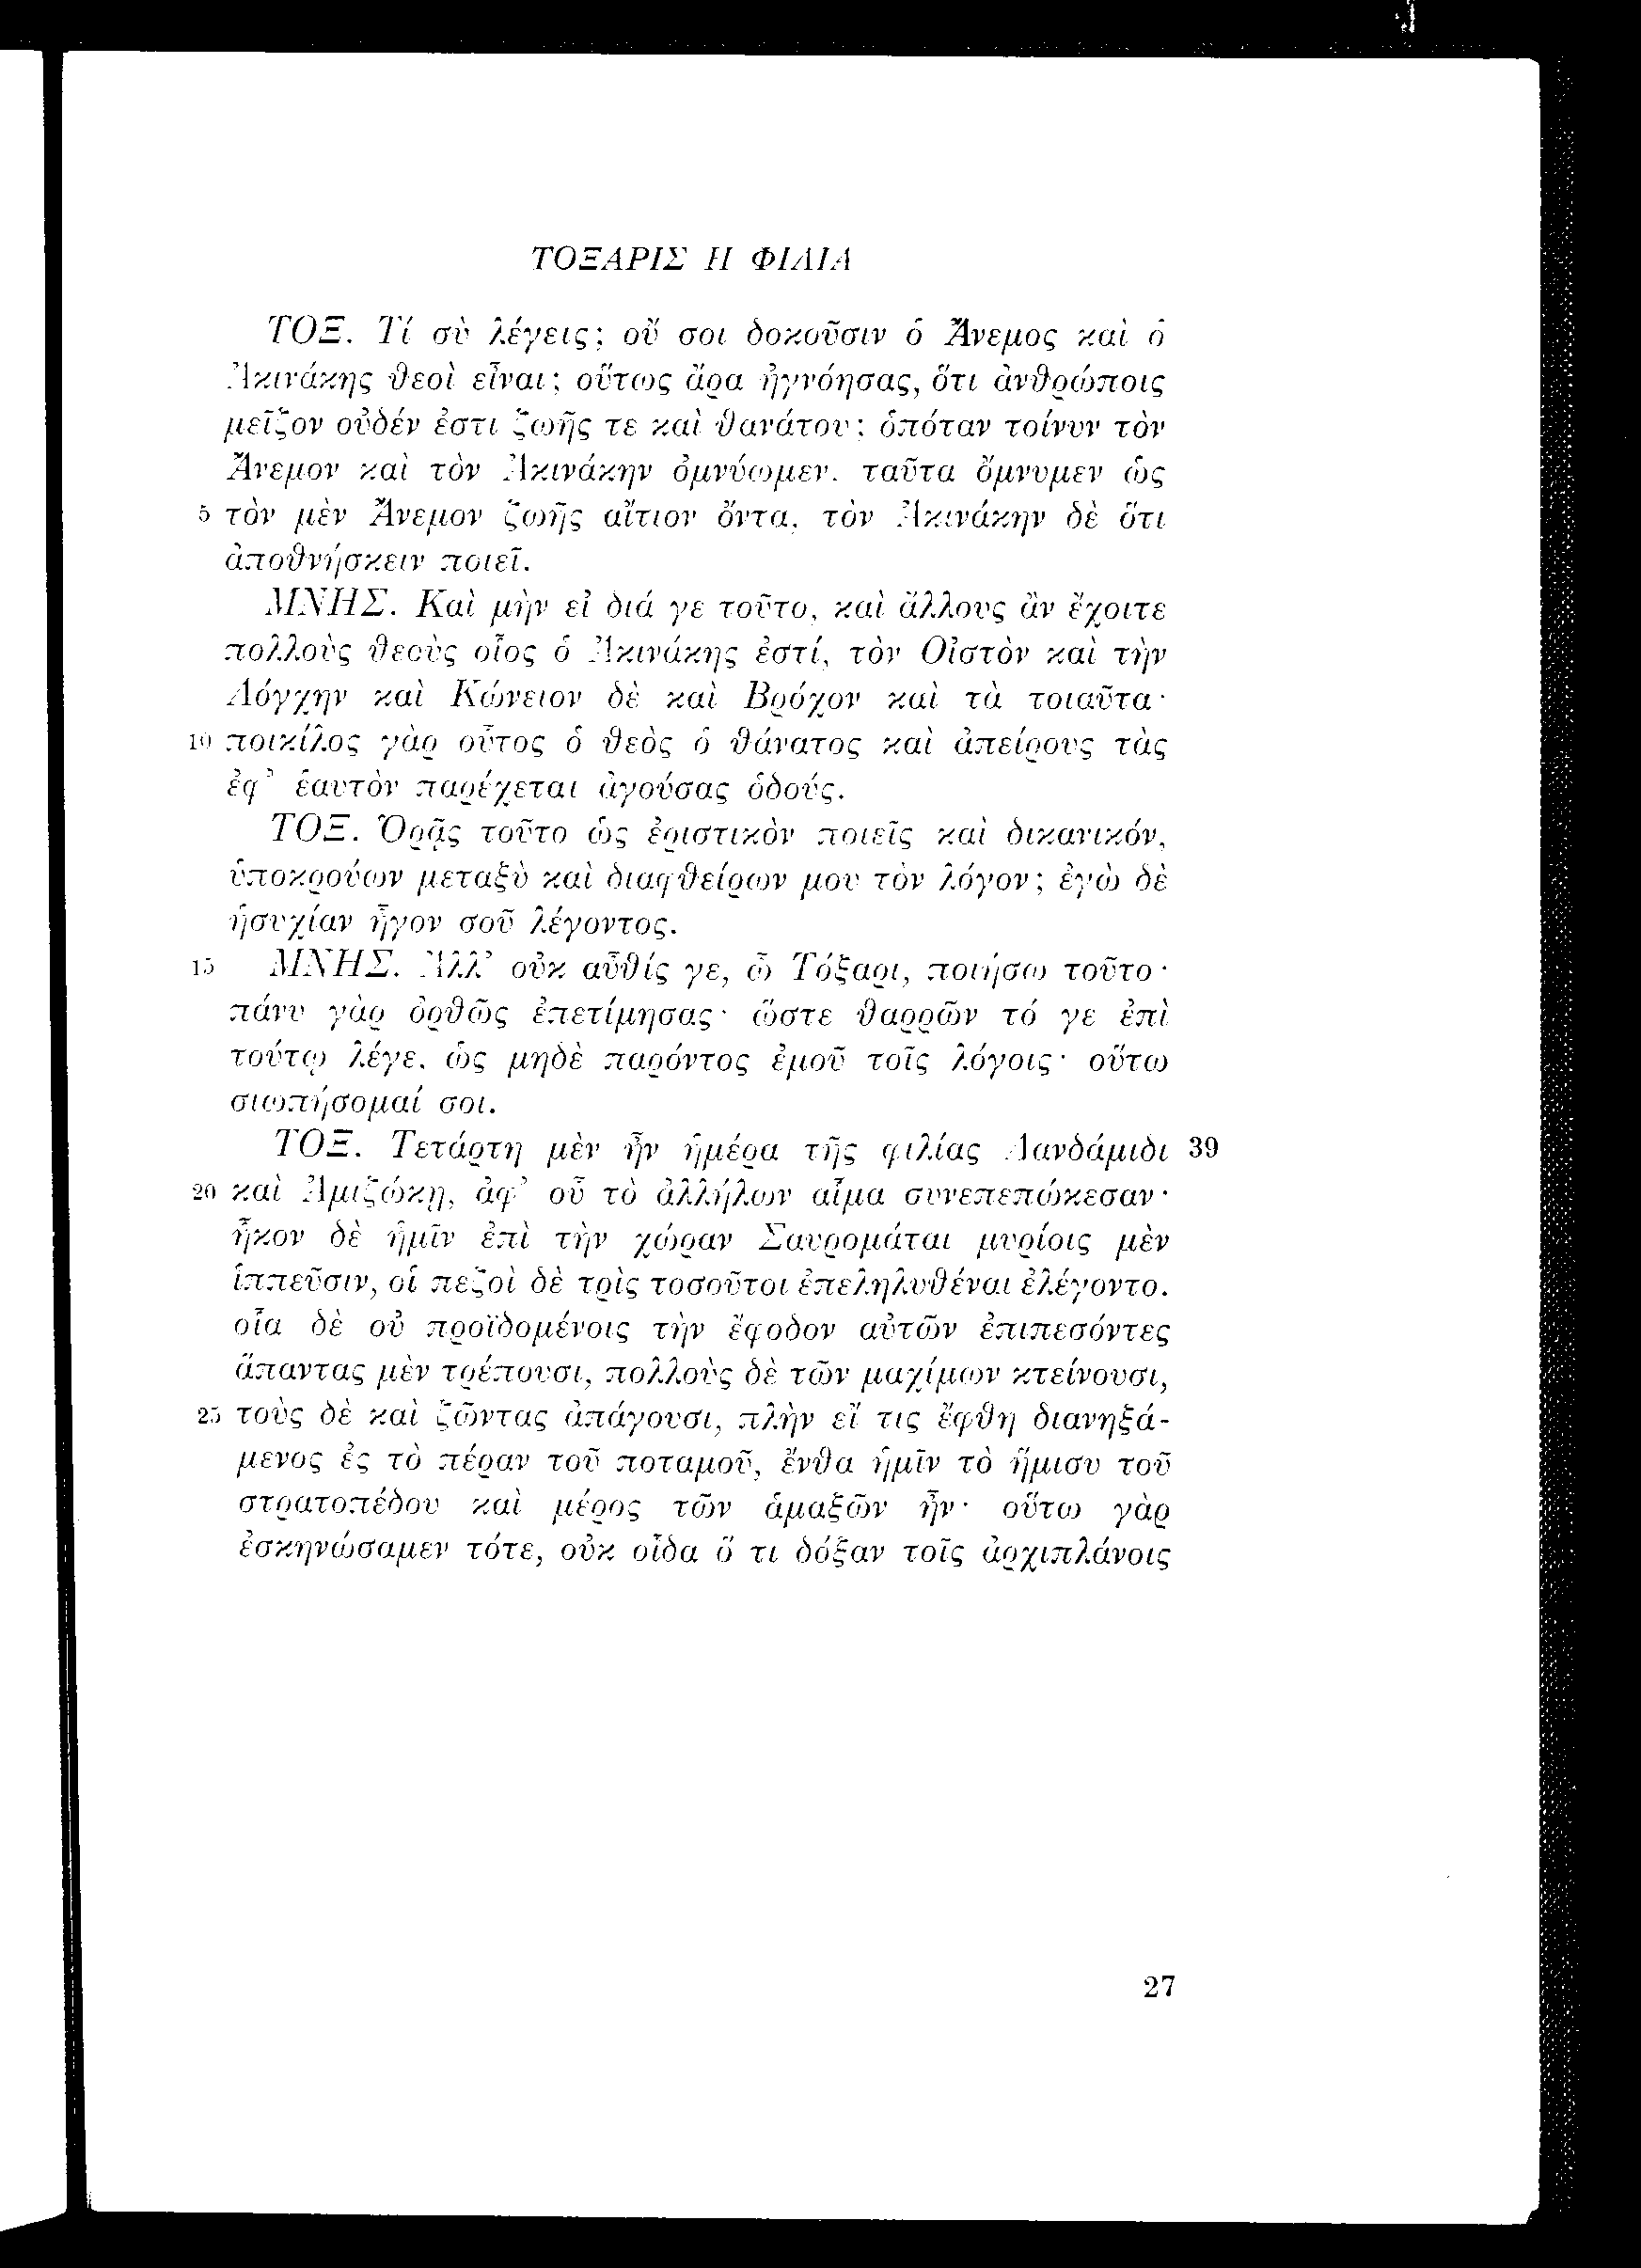 ΤΟΞΑΡΙΣ Η ΦΙΛΙΑ
ΤΟΞ. Τί σὺ λέγεις; οὔ σοι δοκοῦσιν ὁ Ἄνεμος καὶ ὁ
Ἀκινάκης θεοὶ εἶναι; οὕτως ἄρα ἠγνόησας, ὅτι ἀνθρώποις
μεῖζον οὐδέν ἐστι ζωῆς τε καὶ θανάτου; ὁπόταν τοίνυν τὸν
Ἄνεμον καὶ τὸν Ἀκινάκην ὀμνύωμεν, ταῦτα ὄμνυμεν ὡς
5 τὸν μὲν Ἄνεμον ζωῆς αἴτιον ὄντα, τὸν Ἀκινάκην δὲ ὅτι
ἀποθνήσκειν ποιεῖ.
ΜΝΗΣ. Καὶ μὴν εἰ διά γε τοῦτο, καὶ ἄλλους ἂν ἔχοιτε
πολλοὺς θεοὺς οἷος ὁ Ἀκινάκης ἐστί, τὸν Οἰστὸν καὶ τὴν
Λόγχην καὶ Κώνειον δὲ καὶ Βρόχον καὶ τὰ τοιαῦτα·
10 ποικίλος γὰρ οὗτος ὁ θεὸς ὁ θάνατος καὶ ἀπείρους τὰς
ἐφ’ ἑαυτὸν παρέχεται ἀγούσας ὁδούς.
ΤΟΞ. Ὁρᾷς τοῦτο ὡς ἐριστικὸν ποιεῖς καὶ δικανικόν,
ὑποκρούων μεταξὺ καὶ διαφθείρων μου τὸν λόγον; ἐγὼ δὲ
ἡσυχίαν ἦγον σοῦ λέγοντος.
15 ΜΝΗΣ. Ἀλλ’ οὐκ αὖθίς γε, ὦ Τόξαρι, ποιήσω τοῦτο·
πάνυ γὰρ ὀρθῶς ἐπετίμησας· ὥστε θαρρῶν τό γε ἐπὶ
τούτῳ λέγε, ὡς μηδὲ παρόντος ἐμοῦ τοῖς λόγοις· οὕτω
σιωπήσομαί σοι.
ΤΟΞ. Τετάρτη μὲν ἦν ἡμέρα τῆς φιλίας Δανδάμιδι 39
20 καὶ Ἀμιζώκῃ, ἀφ’ οὗ τὸ ἀλλήλων αἷμα συνεπεπώκεσαν·
ἧκον δὲ ἡμῖν ἐπὶ τὴν χώραν Σαυρομάται μυρίοις μὲν
ἱππεῦσιν, οἱ πεζοὶ δὲ τρὶς τοσοῦτοι ἐπεληλυθέναι ἐλέγοντο.
οἷα δὲ οὐ προϊδομένοις τὴν ἔφοδον αὐτῶν ἐπιπεσόντες
ἅπαντας μὲν τρέπουσι, πολλοὺς δὲ τῶν μαχίμων κτείνουσι,
25 τοὺς δὲ καὶ ζῶντας ἀπάγουσι, πλὴν εἴ τις ἔφθη διανηξά-
μενος ἐς τὸ πέραν τοῦ ποταμοῦ, ἔνθα ἡμῖν τὸ ἥμισυ τοῦ
στρατοπέδου καὶ μέρος τῶν ἁμαξῶν ἦν· οὕτω γὰρ
ἐσκηνώσαμεν τότε, οὐκ οἶδα ὅ τι δόξαν τοῖς ἀρχιπλάνοις
27